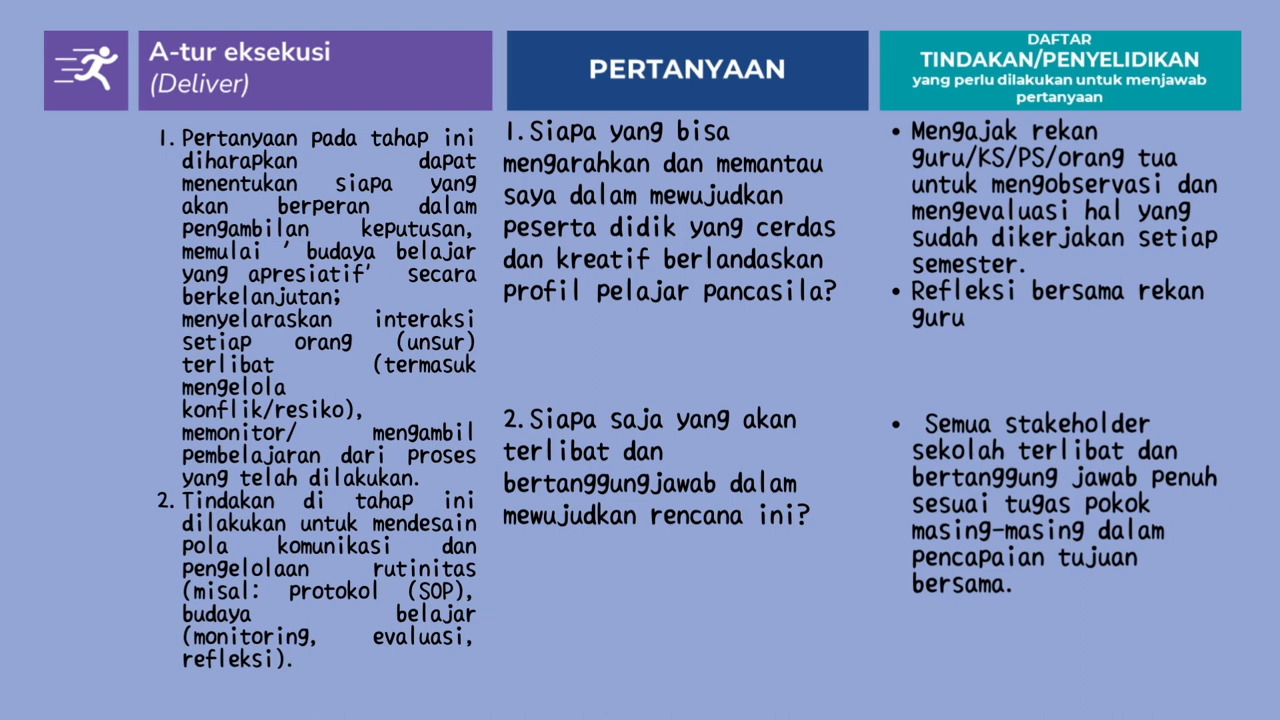 A-tur eksekusi
(Deliver)
1. Pertanyaan pada tahap ini
diharapkan dapat
menentukan siapa yang
akan berperan dalam
pengambilan keputusan,
memulai ' budaya belajar
yang apresiatif' secara
berkelanjutan;
menyelaraskan interaksi
setiap orang (unsur)
terlibat (termasuk
mengelola
konflik/resiko),
memonitor/ mengambil
pembelajaran dari proses
yang telah dilakukan.
2. Tindakan di tahap ini
dilakukan untuk mendesain
pola komunikasi dan
pengelolaan rutinitas
(misal: protokol (SOP),
budaya belajar
(monitoring, evaluasi,
refleksi).
PERTANYAAN
1. Siapa yang bisa
mengarahkan dan memantau
saya dalam mewujudkan
peserta didik yang cerdas
dan kreatif berlandaskan
profil pelajar pancasila?
2. Siapa saja yang akan
terlibat dan
bertanggungjawab dalam
mewujudkan rencana ini?
DAFTAR
TINDAKAN/PENYELIDIKAN
yang perlu dilakukan untuk menjawab
pertanyaan
• Mengajak rekan
guru/KS/PS/orang tua
untuk mengobservasi dan
mengevaluasi hal yang
sudah dikerjakan setiap
semester.
• Refleksi bersama rekan
guru
• Semua stakeholder
sekolah terlibat dan
bertanggung jawab penuh
sesuai tugas pokok
masing-masing dalam
pencapaian tujuan
bersama.